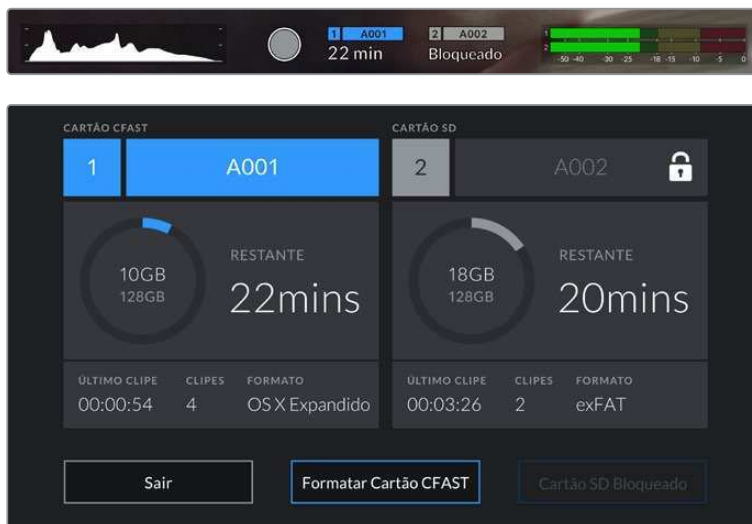 1 A001
22 min
2 A002
Bloqueado
1
2
-50 -40 -30 -25 -18 -15 -10 -5 0
CARTÃO CFAST
1 A001
10GB
128GB
RESTANTE
22mins
ÚLTIMO CLIPE CLIPES FORMATO
00:00:54 4 OS X Expandido
CARTÃO SD
2 A002
18GB
128GB
RESTANTE
20mins
ÚLTIMO CLIPE CLIPES FORMATO
00:03:26 2 exFAT
Sair
Formatar Cartão CFAST
Cartão SD Bloqueado